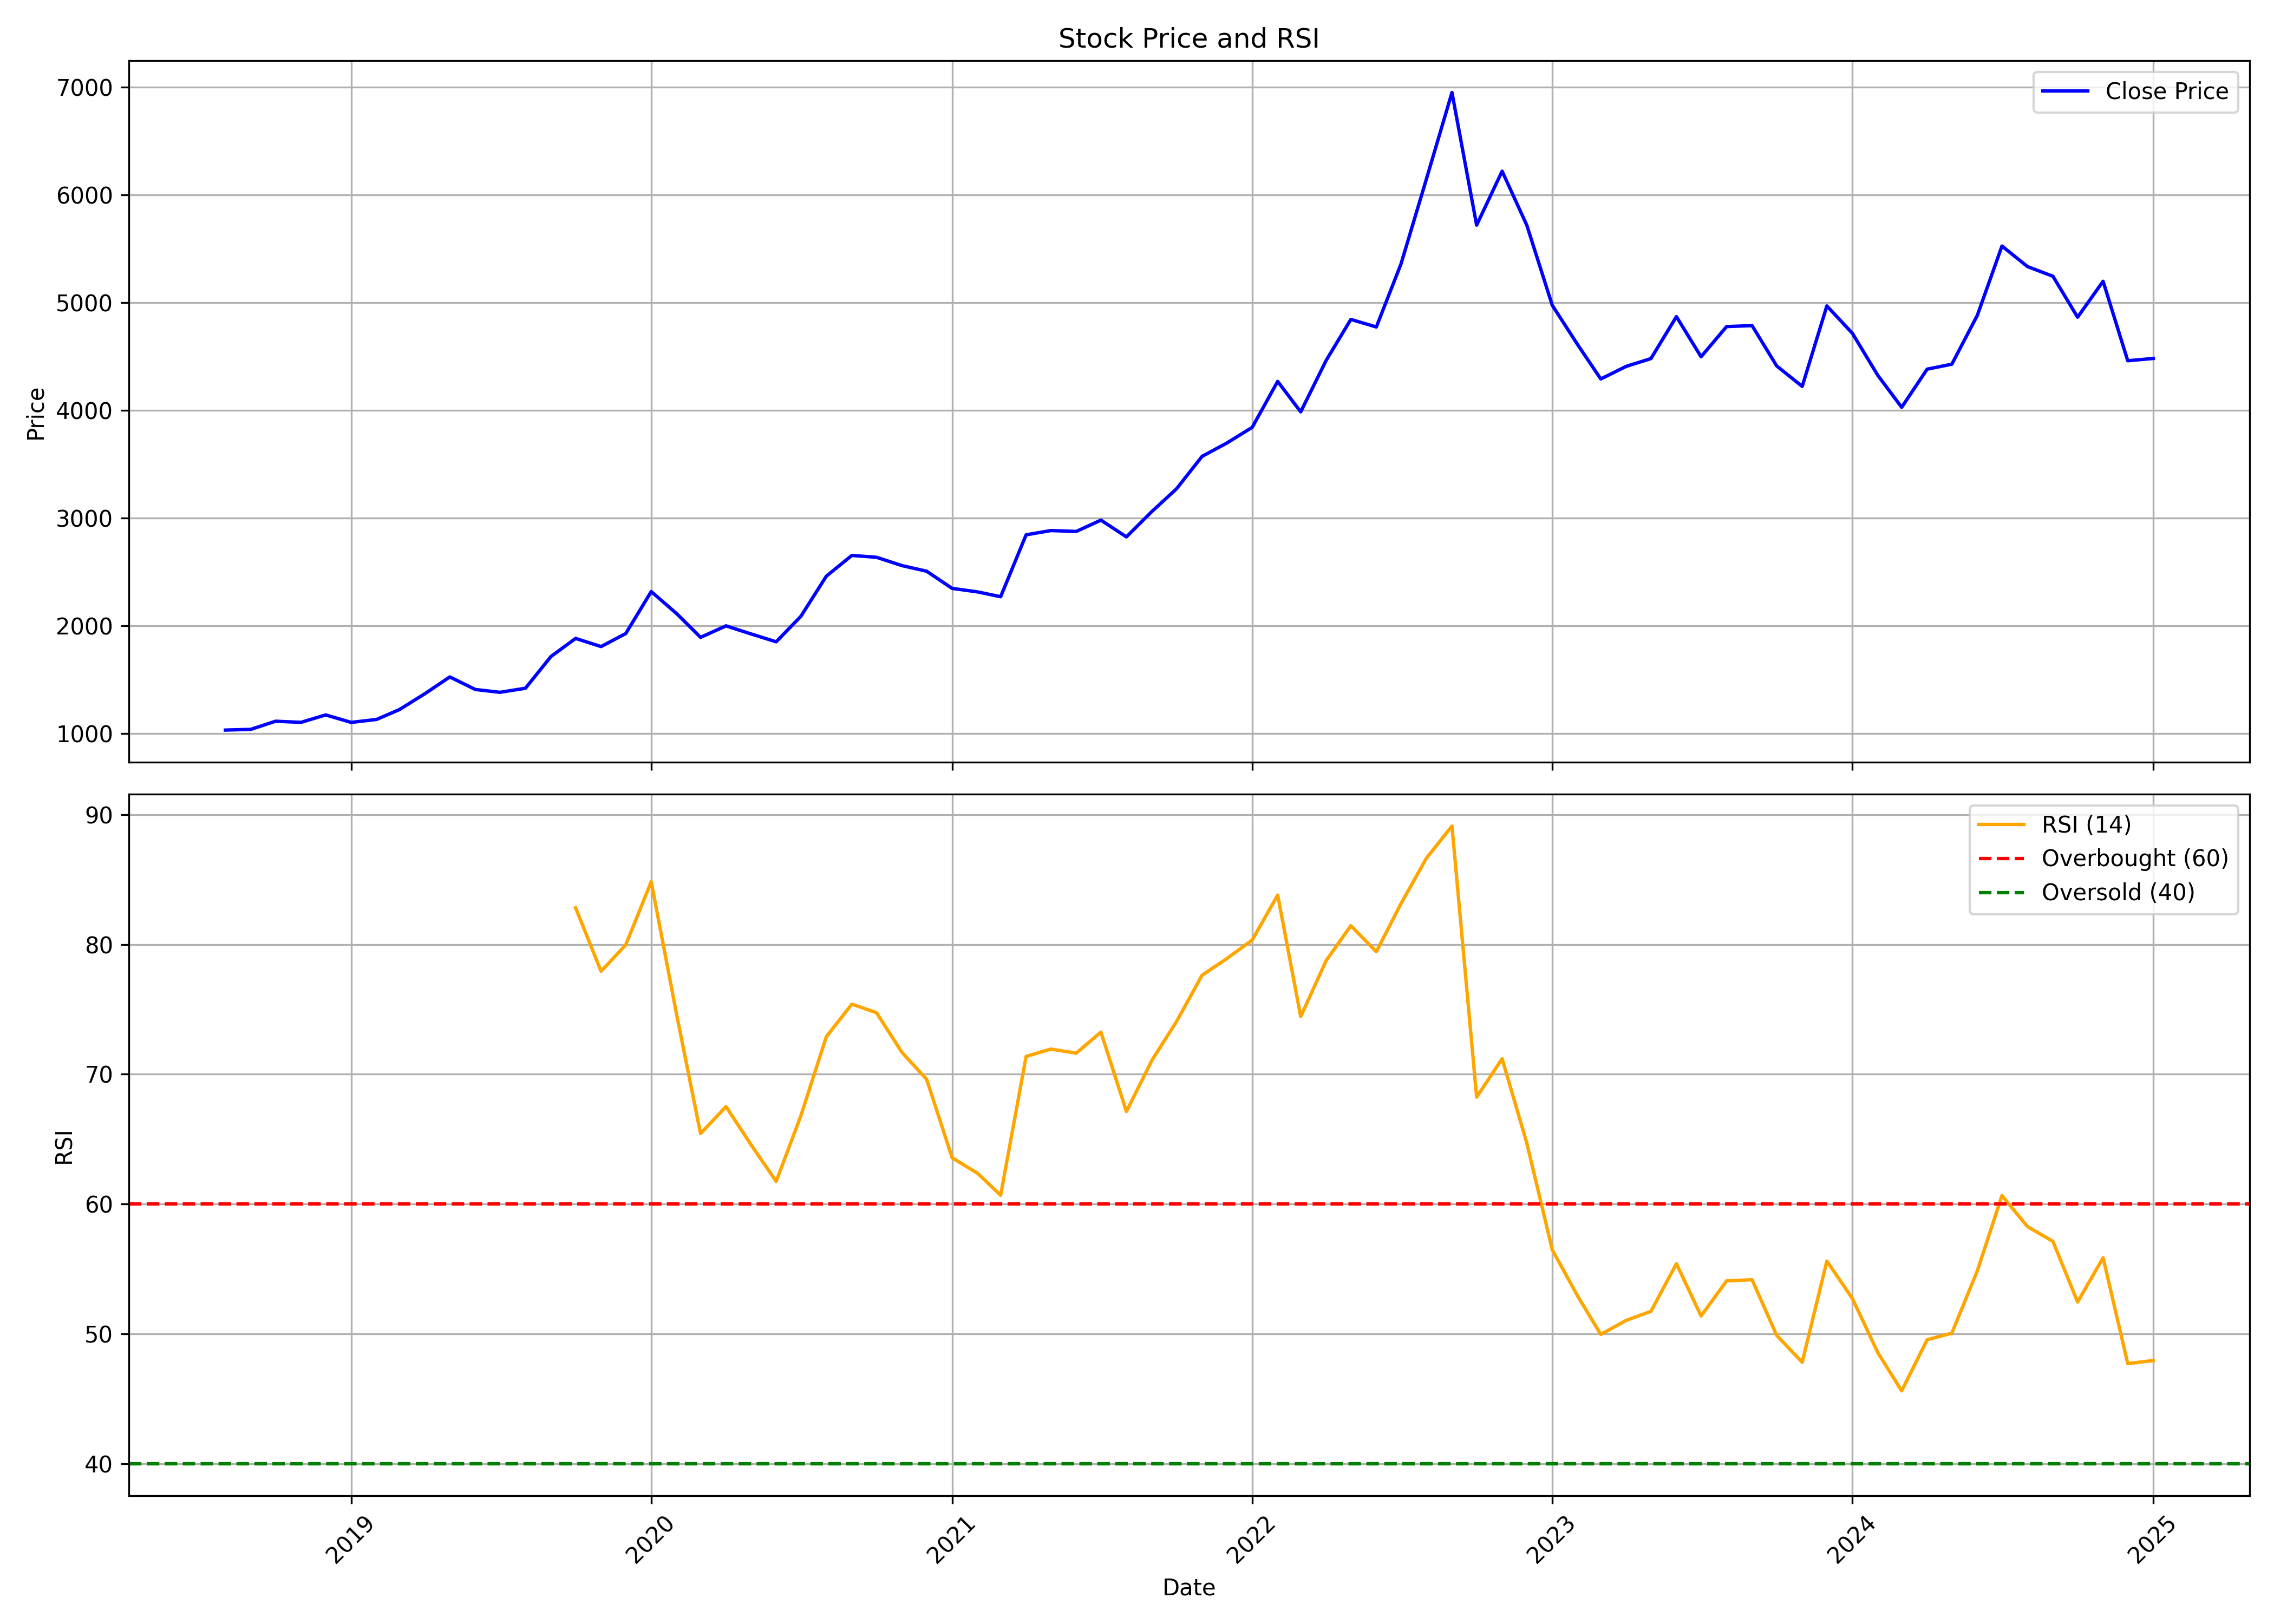 Stock Price and RSI
Close Price
7000
6000
5000
4000
3000
2000
1000
Price
RSI (14)
Overbought (60)
Oversold (40)
90
80
70
60
50
40
RSI
2019
2020
2021
2022
2023
2024
2025
Date